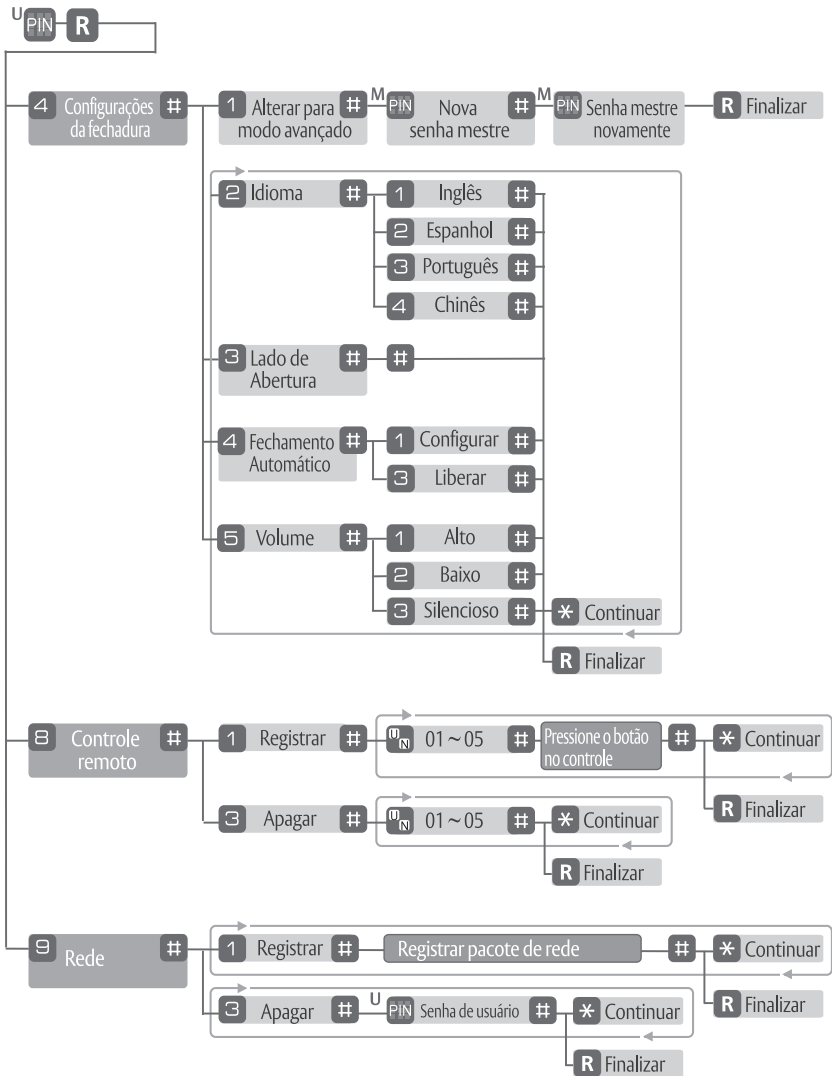 U PIN R
4 Configurações # 1 Alterar para # M PIN Nova # M PIN Senha mestre R Finalizar
da fechadura modo avançado senha mestre novamente
2 Idioma # 1 Inglês #
2 Espanhol #
3 Português #
4 Chinês #
3 Lado de # #
Abertura
4 Fechamento # 1 Configurar #
Automático
3 Liberar #
5 Volume # 1 Alto #
2 Baixo #
3 Silencioso # * Continuar
R Finalizar
8 Controle # 1 Registrar # UN 01~05 # Pressione o botão # * Continuar
remoto no controle
R Finalizar
3 Apagar # UN 01~05 # * Continuar
R Finalizar
9 Rede # 1 Registrar # Registrar pacote de rede # * Continuar
R Finalizar
3 Apagar # U PIN Senha de usuário # * Continuar
R Finalizar